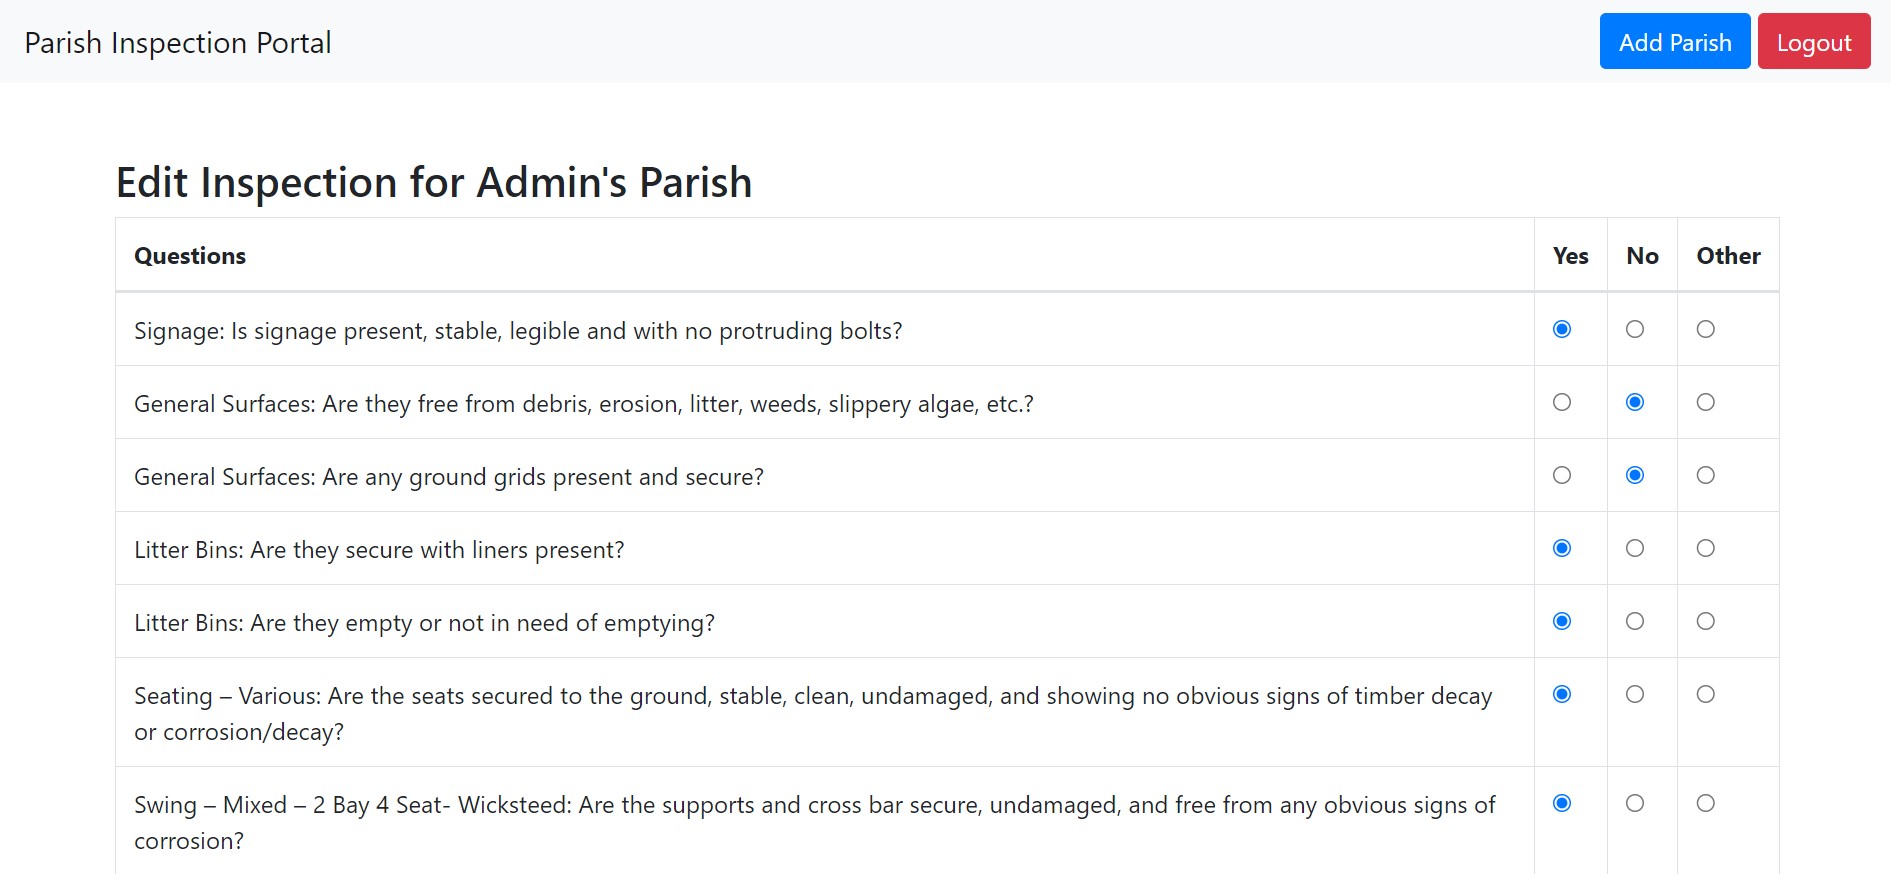 Parish Inspection Portal
Add Parish
Logout
Edit Inspection for Admin's Parish
Questions
Yes
No
Other
Signage: Is signage present, stable, legible and with no protruding bolts?
General Surfaces: Are they free from debris, erosion, litter, weeds, slippery algae, etc.?
General Surfaces: Are any ground grids present and secure?
Litter Bins: Are they secure with liners present?
Litter Bins: Are they empty or not in need of emptying?
Seating – Various: Are the seats secured to the ground, stable, clean, undamaged, and showing no obvious signs of timber decay
or corrosion/decay?
Swing – Mixed – 2 Bay 4 Seat- Wicksteed: Are the supports and cross bar secure, undamaged, and free from any obvious signs of
corrosion?